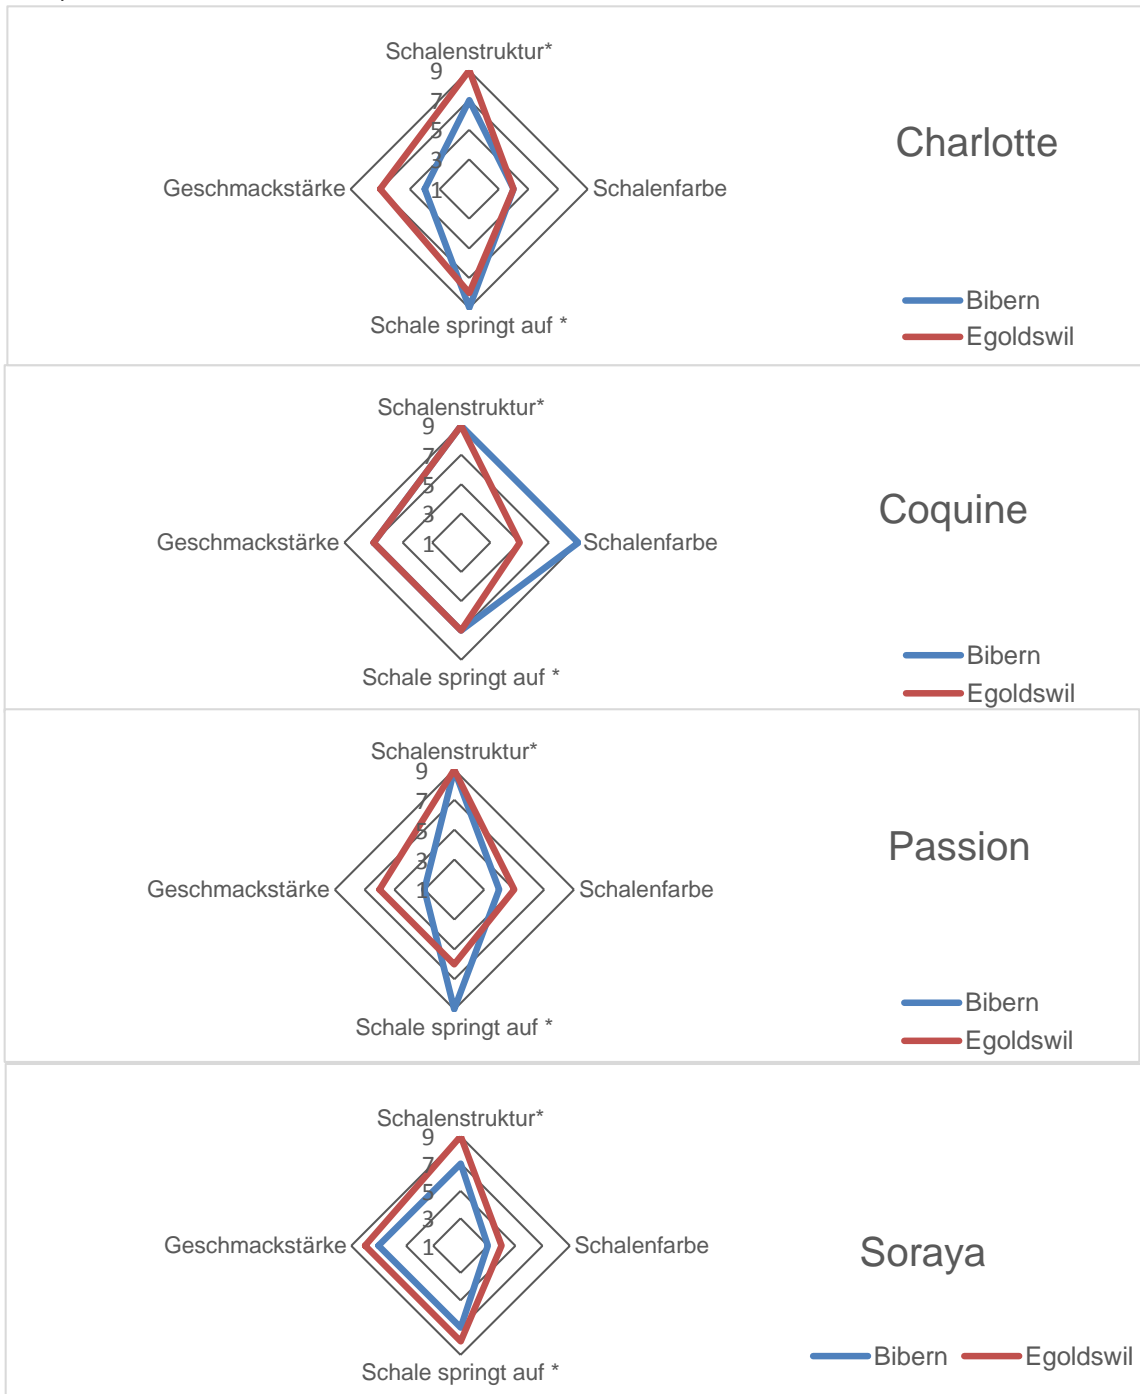 Schalenstruktur*
9
7
5
3
1
Geschmackstärke
Schalenfarbe
Schale springt auf *
Charlotte
Bibern
Egoldswil
Schalenstruktur*
9
7
5
3
1
Geschmackstärke
Schalenfarbe
Schale springt auf *
Coquine
Bibern
Egoldswil
Schalenstruktur*
9
7
5
3
1
Geschmackstärke
Schalenfarbe
Schale springt auf *
Passion
Bibern
Egoldswil
Schalenstruktur*
9
7
5
3
1
Geschmackstärke
Schalenfarbe
Schale springt auf *
Soraya
Bibern Egoldswil